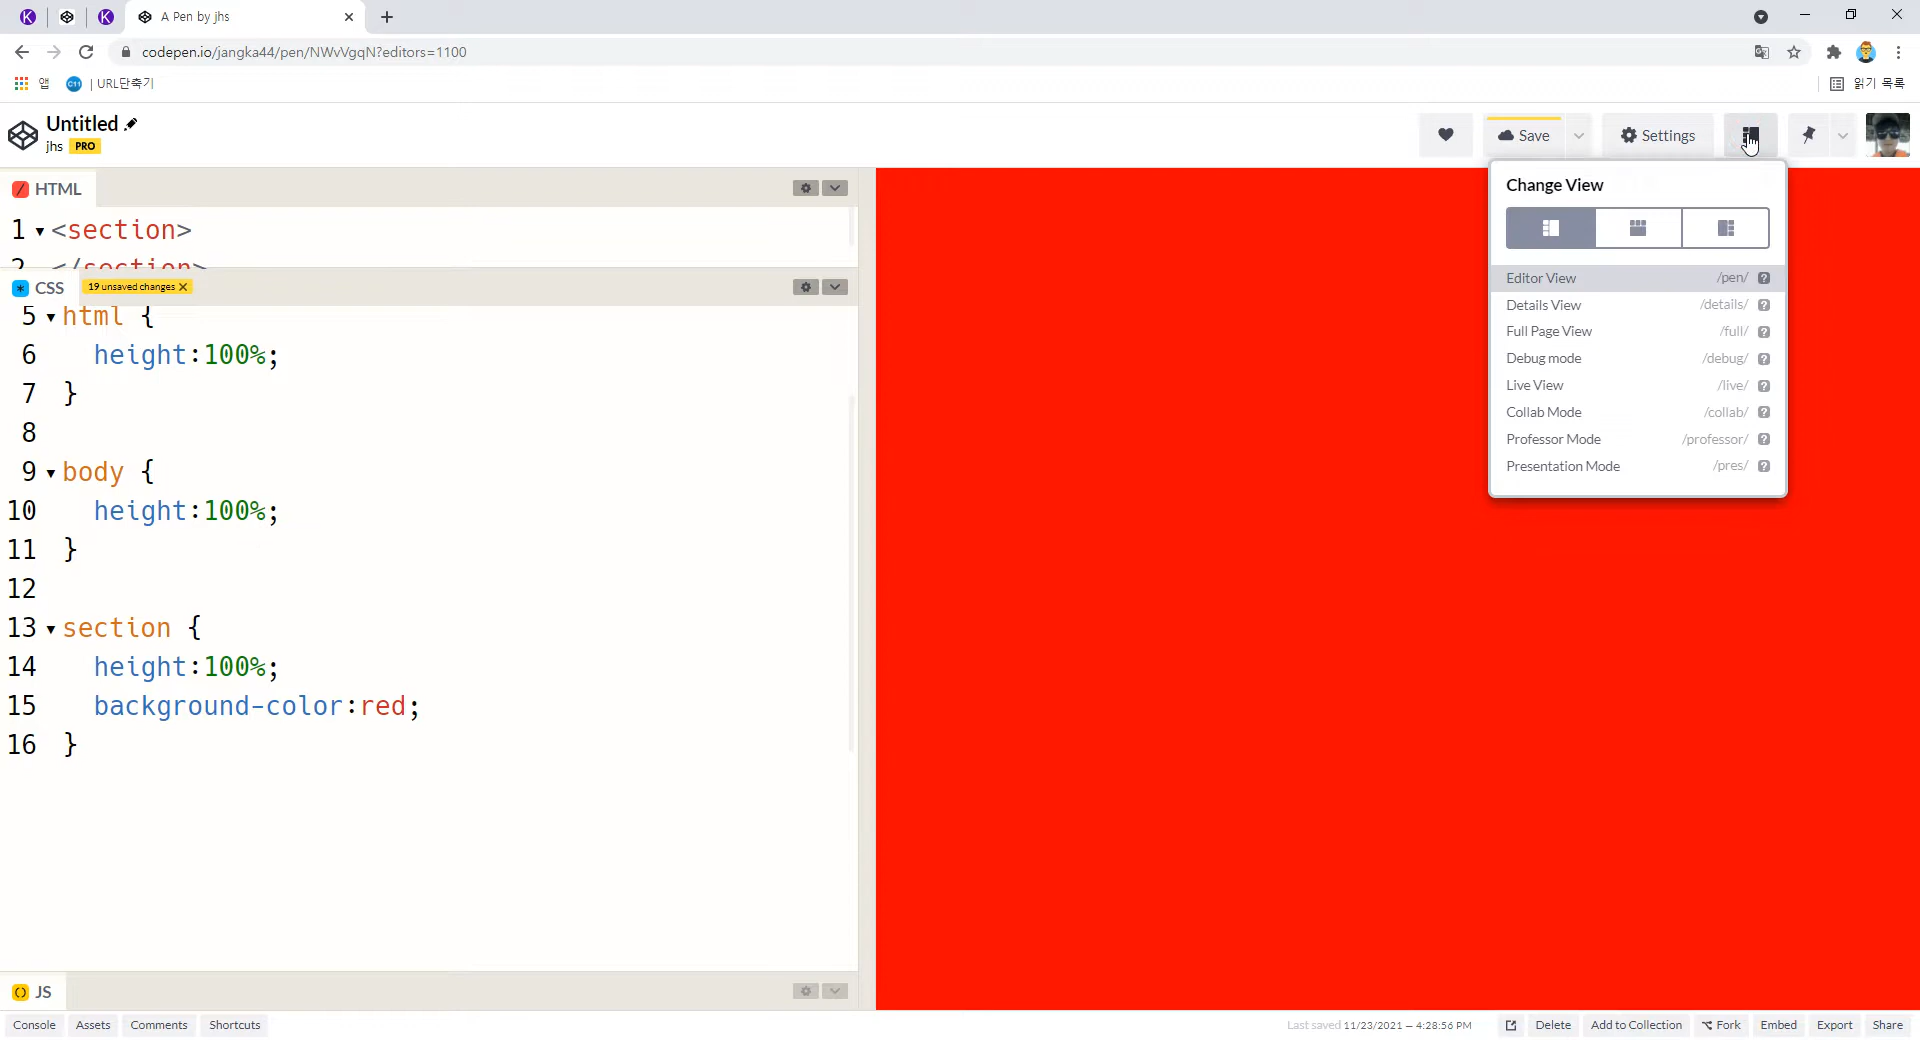 A Pen by jhs
codepen.io/jangka44/pen/NWvVgqN?editors=1100
앱
| URL단축기
읽기 목록
Untitled
jhs PRO
Save
Settings
Change View
Editor View /pen/ ?
Details View /details/ ?
Full Page View /full/ ?
Debug mode /debug/ ?
Live View /live/ ?
Collab Mode /collab/ ?
Professor Mode /professor/ ?
Presentation Mode /pres/ ?
HTML
1 <section>
2 </section>
CSS
19 unsaved changes
5 html {
6 height:100%;
7 }
8
9 body {
10 height:100%;
11 }
12
13 section {
14 height:100%;
15 background-color:red;
16 }
JS
Console Assets Comments Shortcuts
Last saved 11/23/2021 — 4:28:56 PM
Delete Add to Collection Fork Embed Export Share